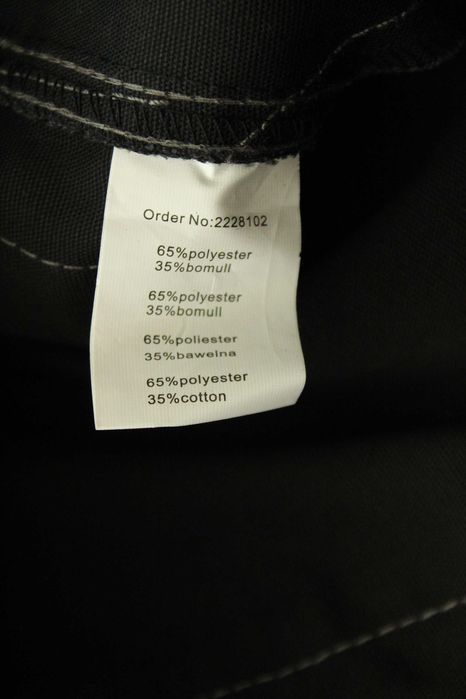 Order No:2228102
65%polyester
35%bomull
65%polyester
35%bomull
65%poliester
35%bawelna
65%polyester
35%cotton